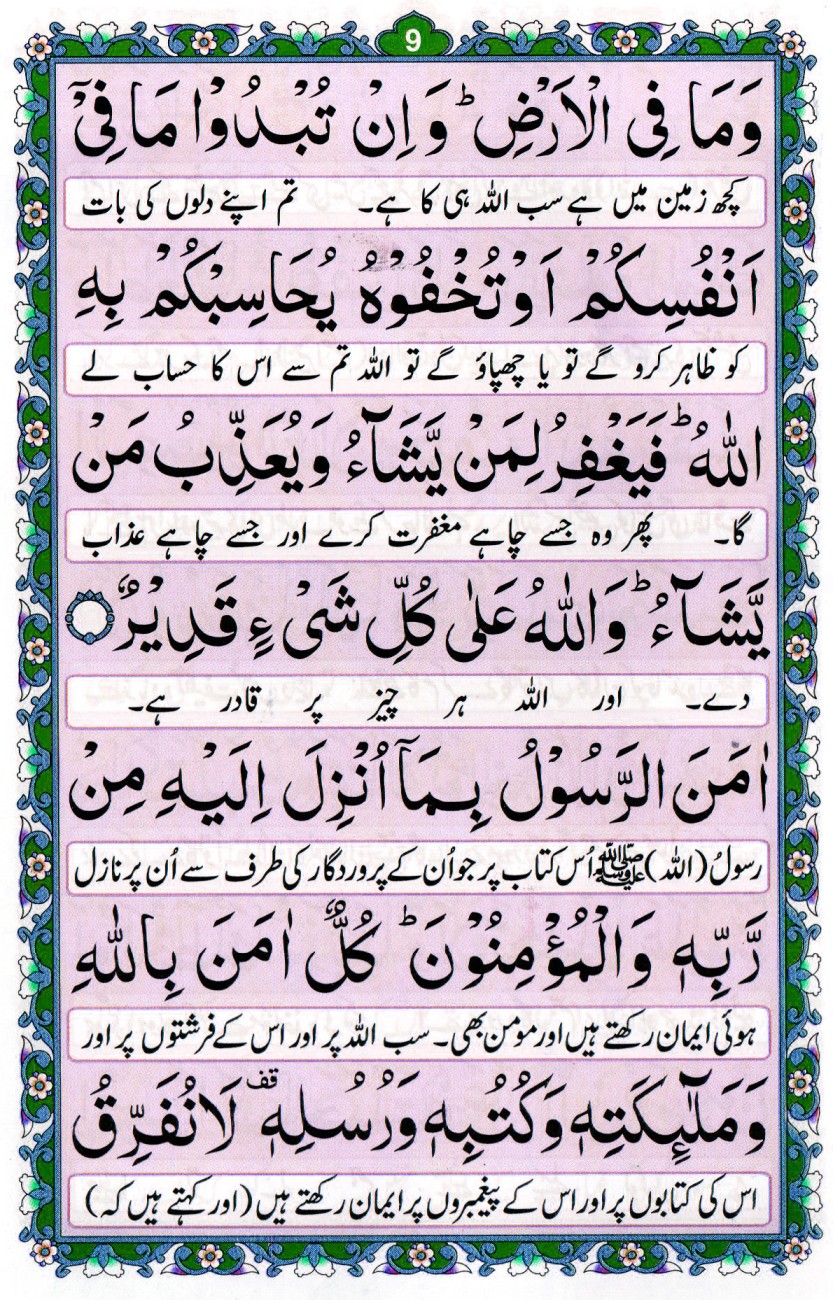 9
وَمَا فِی الْاَرْضِ ؕ وَ اِنْ تُبْدُوْا مَا فِیْۤ
کچھ زمین میں ہے سب اللہ ہی کا ہے۔ تم اپنے دلوں کی بات
اَنْفُسِكُمْ اَوْ تُخْفُوْهُ یُحَاسِبْكُمْ بِهِ
کو ظاہر کرو گے تو یا چھپاؤ گے تو اللہ تم سے اس کا حساب لے
اللّٰهُ ؕ فَیَغْفِرُ لِمَنْ یَّشَآءُ وَ یُعَذِّبُ مَنْ
گا۔ پھر وہ جسے چاہے مغفرت کرے اور جسے چاہے عذاب
یَّشَآءُ ؕ وَ اللّٰهُ عَلٰی كُلِّ شَیْءٍ قَدِیْرٌ
دے۔ اور اللہ ہر چیز پر قادر ہے۔
اٰمَنَ الرَّسُوْلُ بِمَاۤ اُنْزِلَ اِلَیْهِ مِنْ
رسولُ (اللہ) ﷺ اُس کتاب پر جو اُن کے پروردگار کی طرف سے اُن پر نازل
رَّبِّهٖ وَ الْمُؤْمِنُوْنَ ؕ كُلٌّ اٰمَنَ بِاللّٰهِ
ہوئی ایمان رکھتے ہیں اور مومن بھی۔ سب اللہ پر اور اس کے فرشتوں پر اور
وَ مَلٰٓىِٕكَتِهٖ وَ كُتُبِهٖ وَ رُسُلِهٖ قف لَا نُفَرِّقُ
اس کی کتابوں پر اور اس کے پیغمبروں پر ایمان رکھتے ہیں (اور کہتے ہیں کہ)